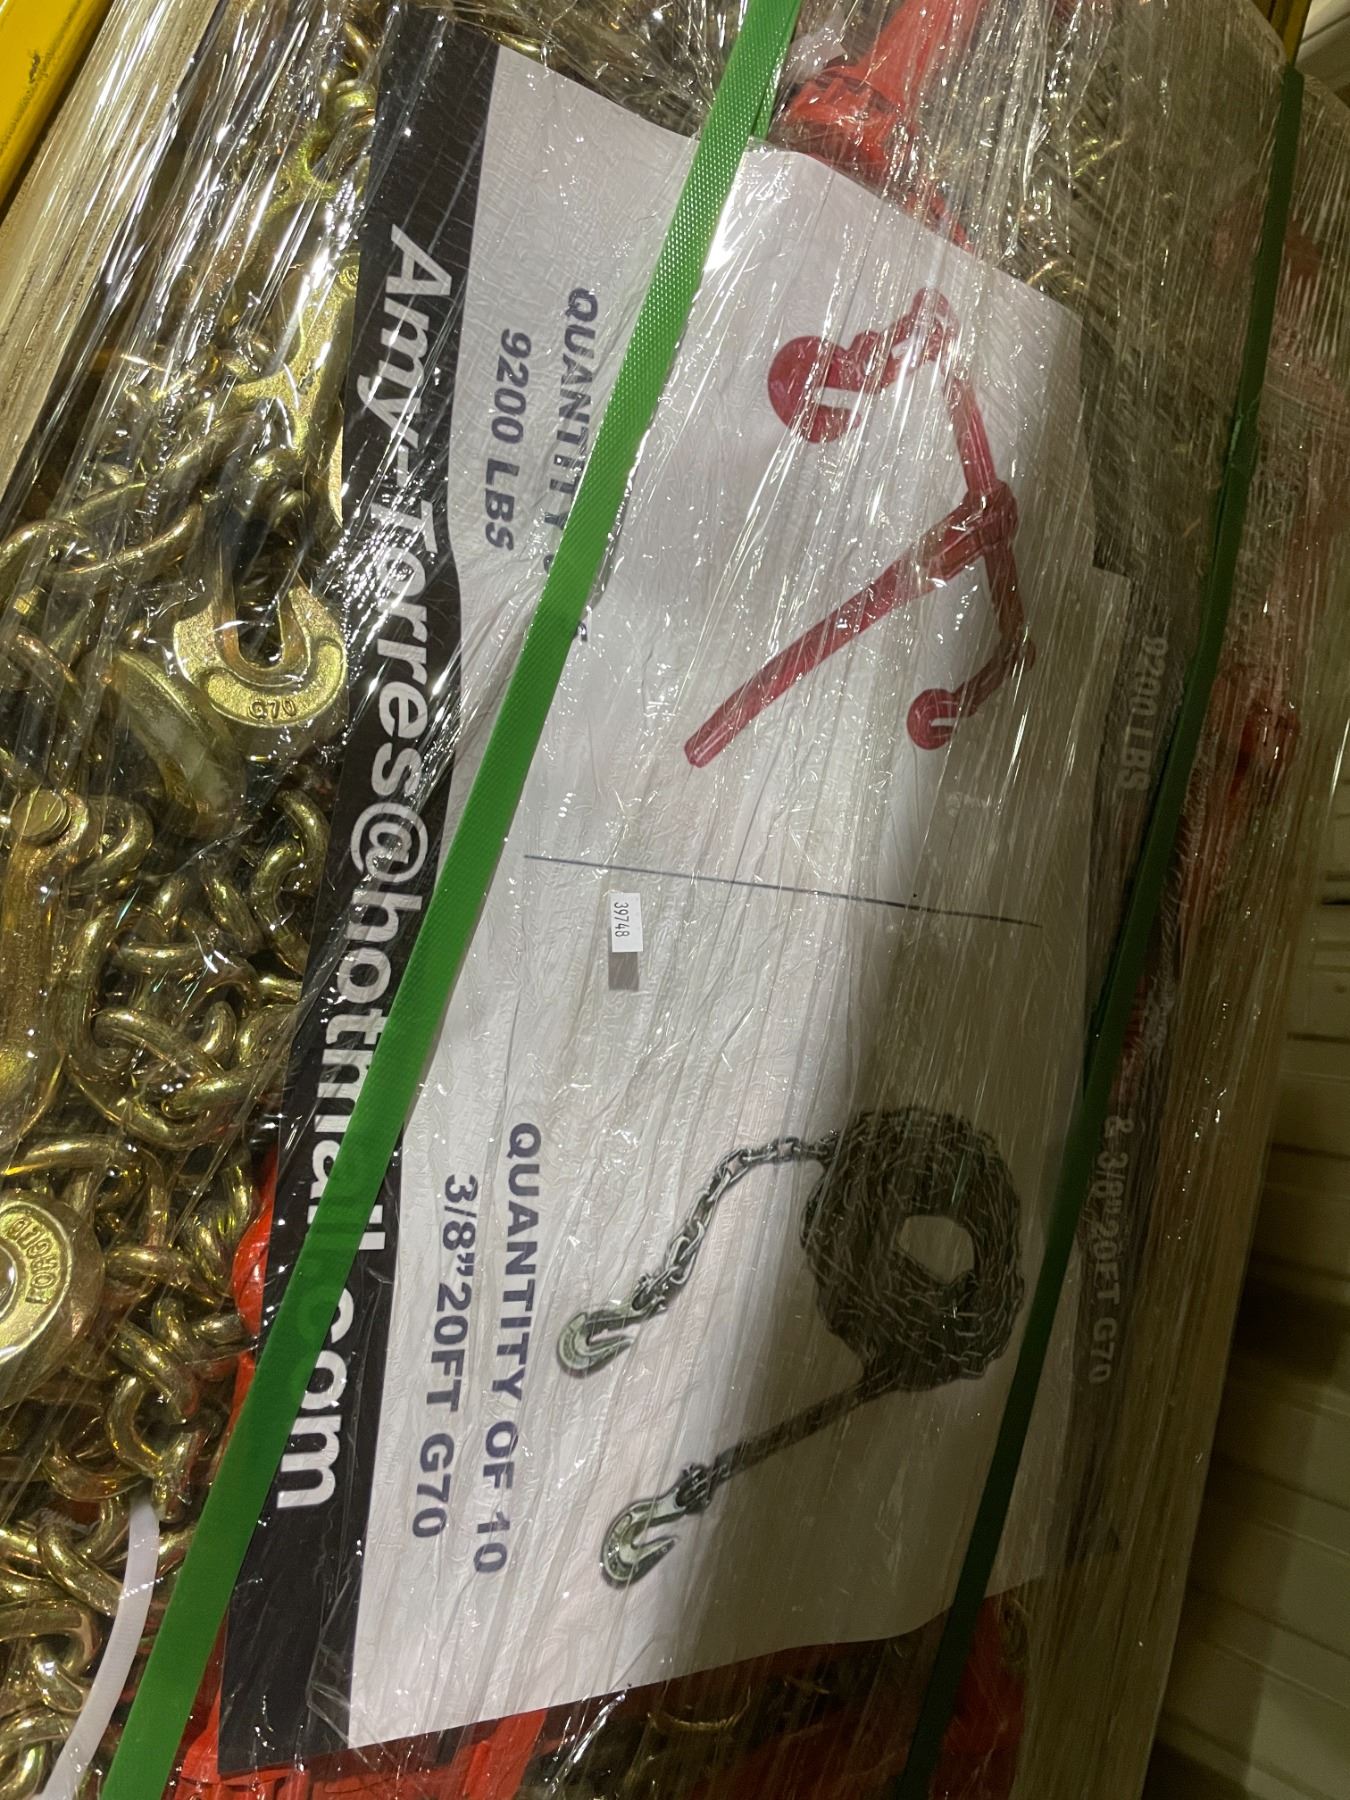 QUANTITY
9200 LBS
39748
QUANTITY OF 10
3/8”20FT G70
Amy-Torres@hotmail.com
9200 LBS
& 3/8"20FT G70
G70
FORGED